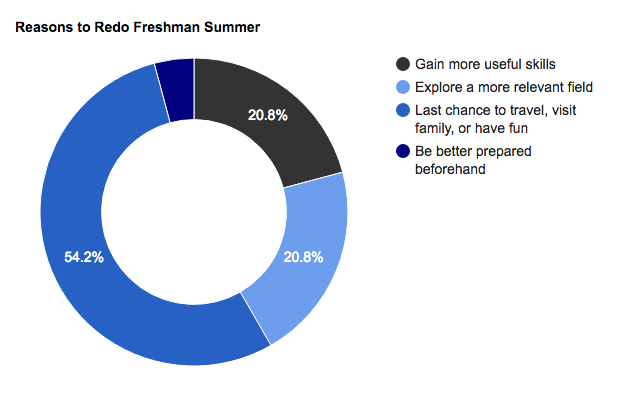 Reasons to Redo Freshman Summer
Gain more useful skills
Explore a more relevant field
Last chance to travel, visit
family, or have fun
Be better prepared
beforehand
20.8%
20.8%
54.2%